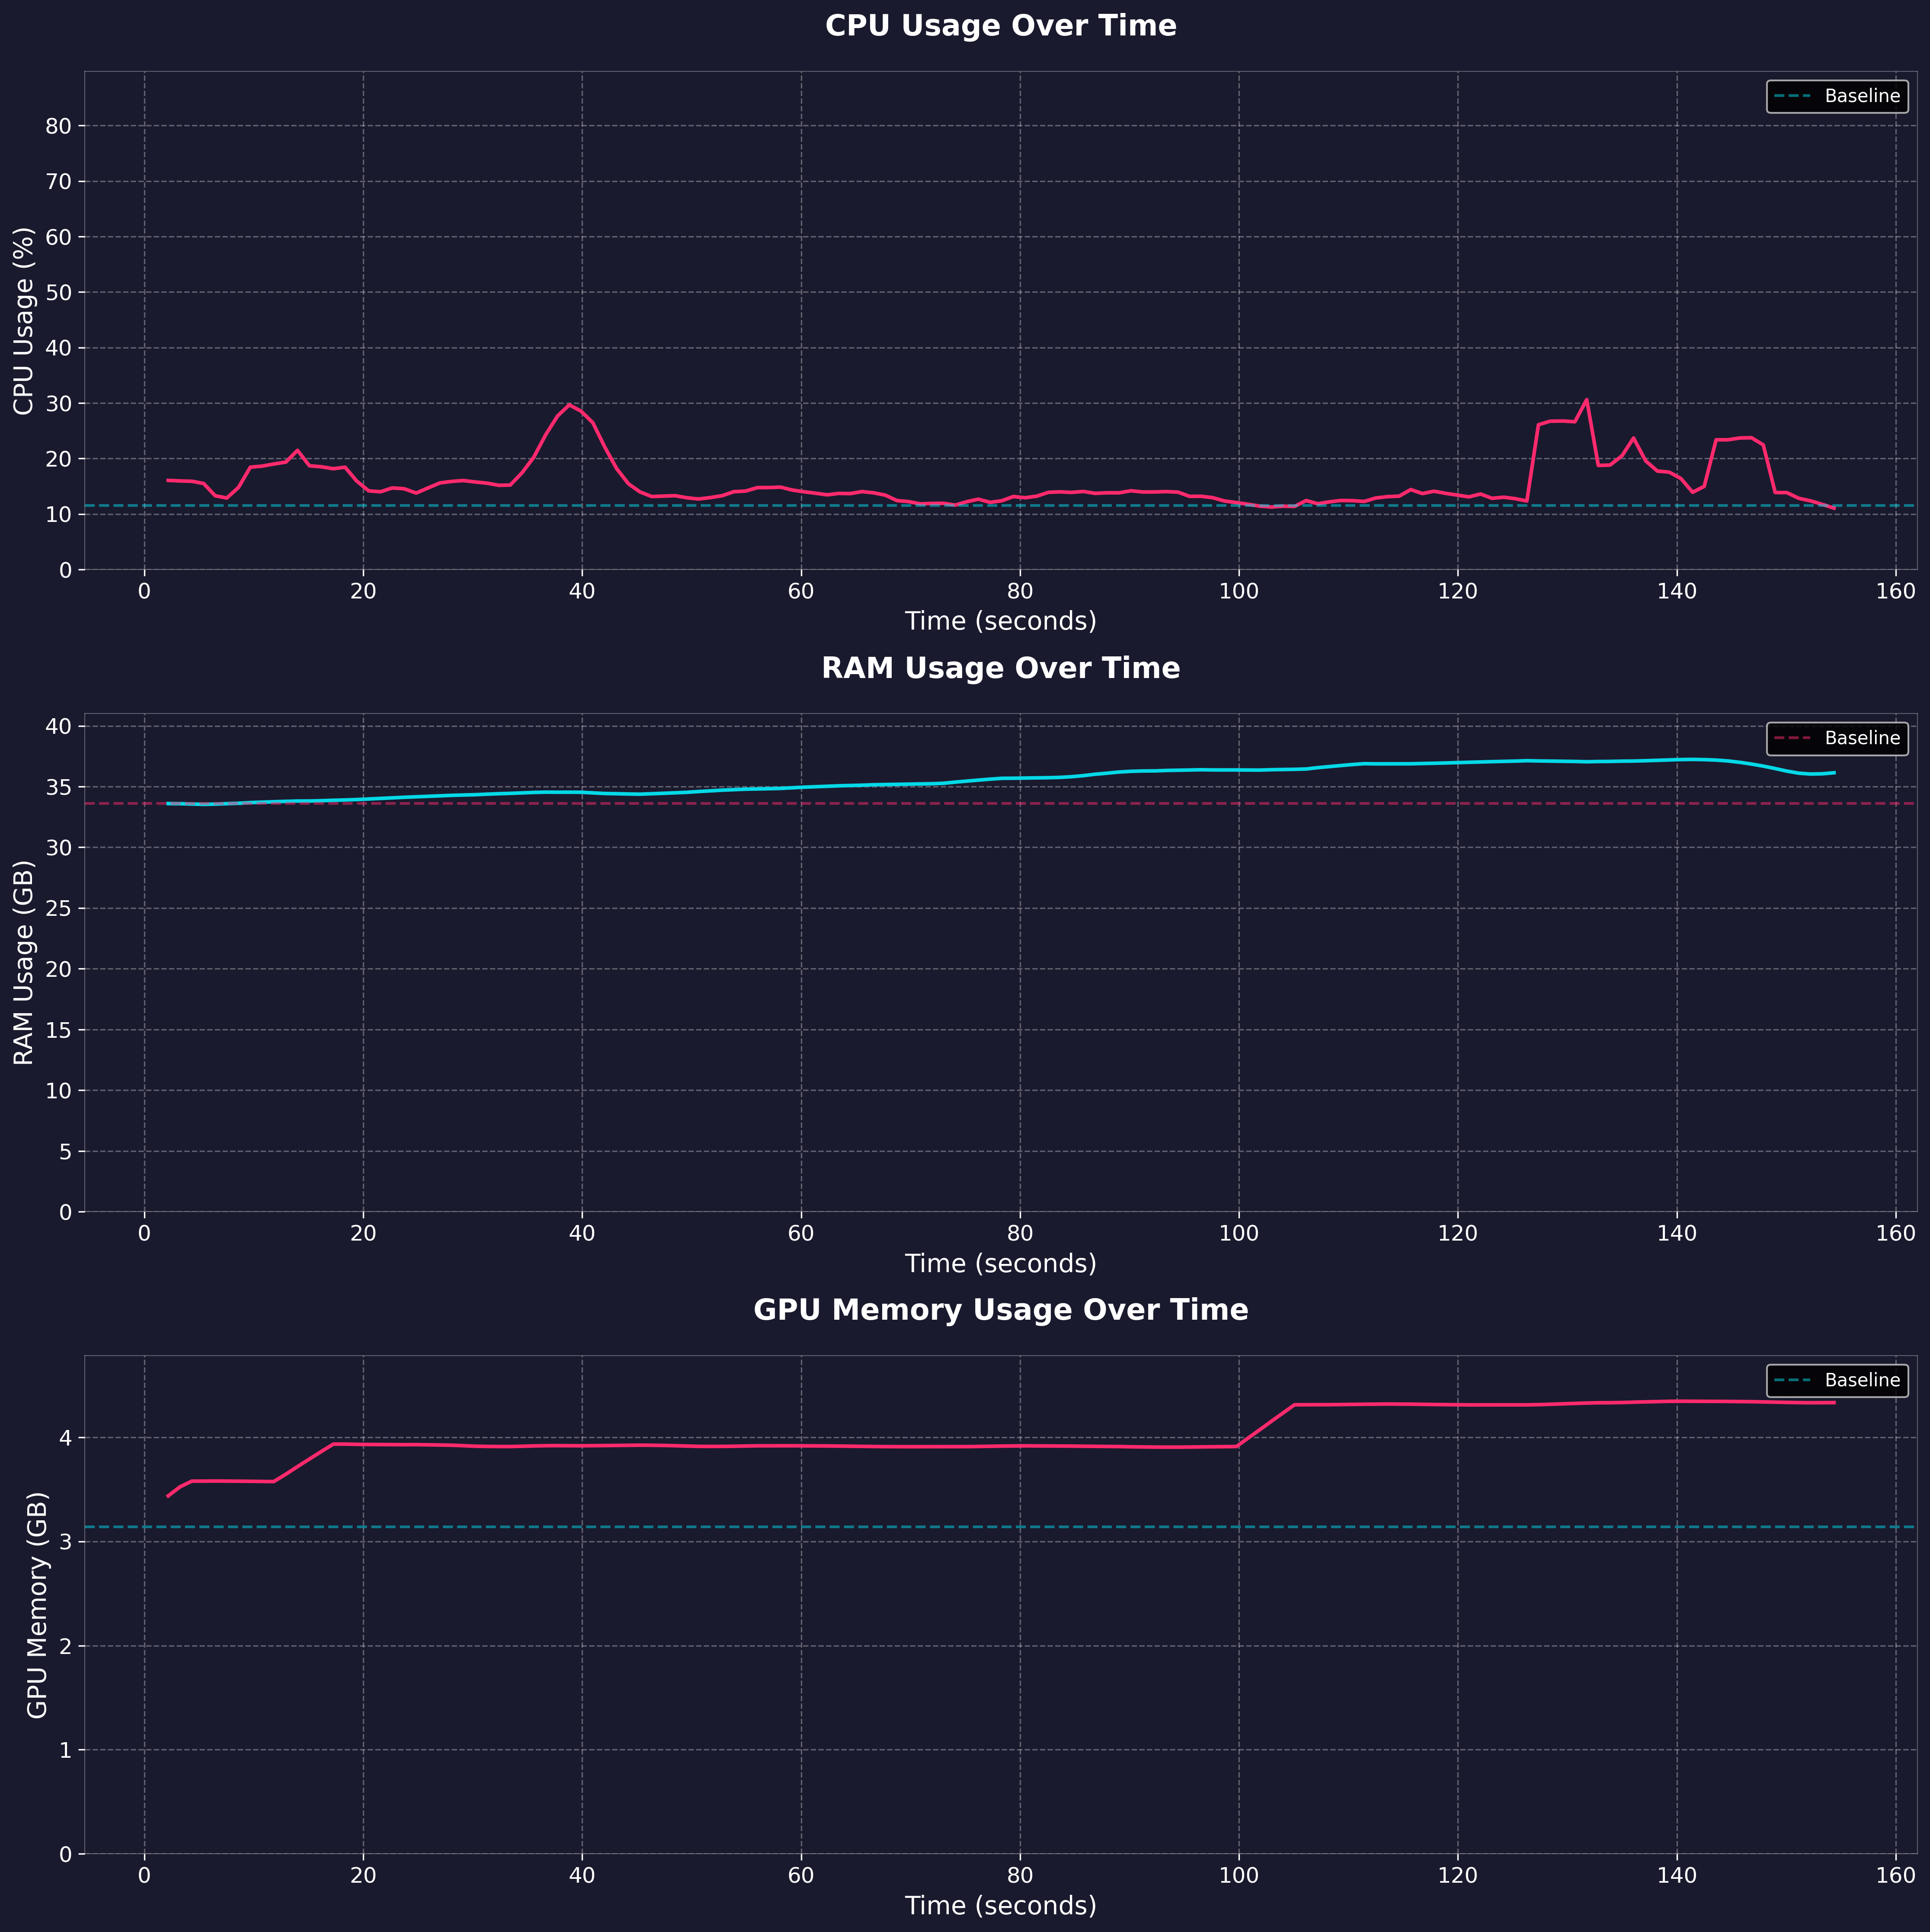 CPU Usage Over Time
Baseline
80
70
60
50
40
30
20
10
0
CPU Usage (%)
0 20 40 60 80 100 120 140 160
Time (seconds)
RAM Usage Over Time
Baseline
40
35
30
25
20
15
10
5
0
RAM Usage (GB)
0 20 40 60 80 100 120 140 160
Time (seconds)
GPU Memory Usage Over Time
Baseline
4
3
2
1
0
GPU Memory (GB)
0 20 40 60 80 100 120 140 160
Time (seconds)